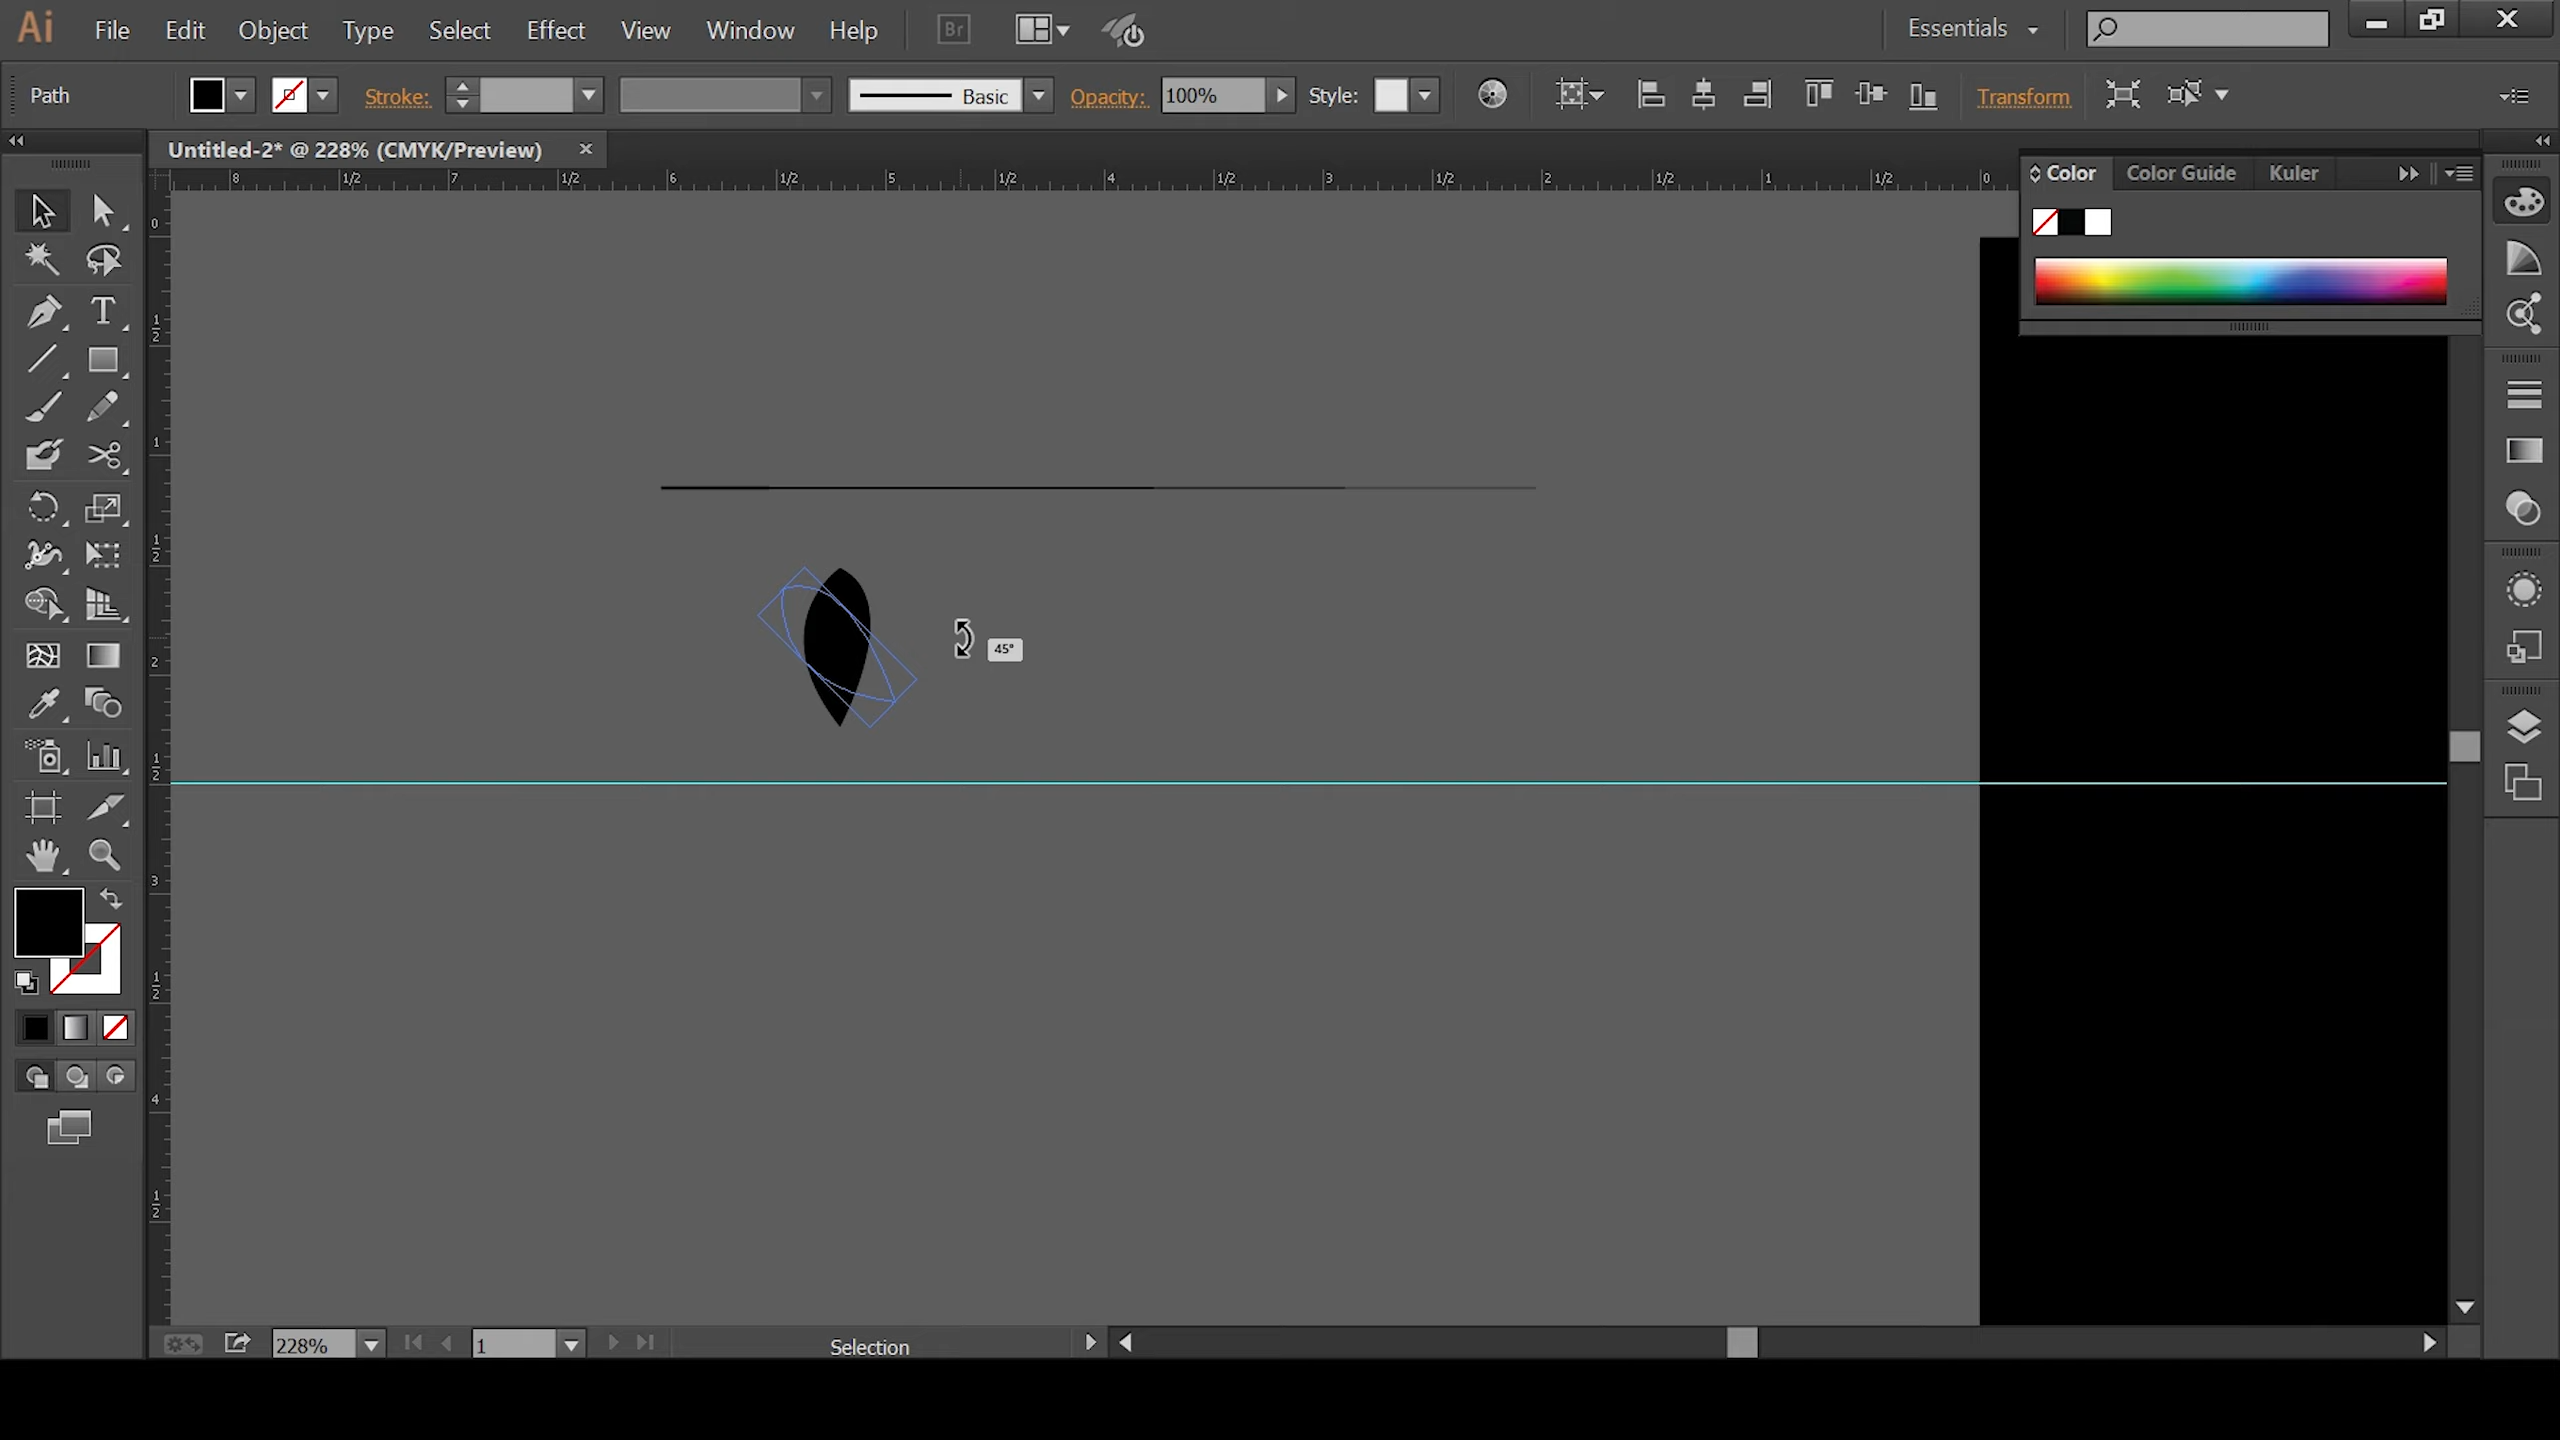 Ai File Edit Object Type Select Effect View Window Help Br Essentials
Path Stroke: Basic Opacity: 100% Style: Transform
Untitled-2* @ 228% (CMYK/Preview)
8 1/2 7 1/2 6 1/2 5 1/2 4 1/2 3 1/2 2 1/2 1 1/2 0
Color Color Guide Kuler
0
1/2
1
1/2
2
45°
1/2
3
1/2
4
1/2
228% 1 Selection